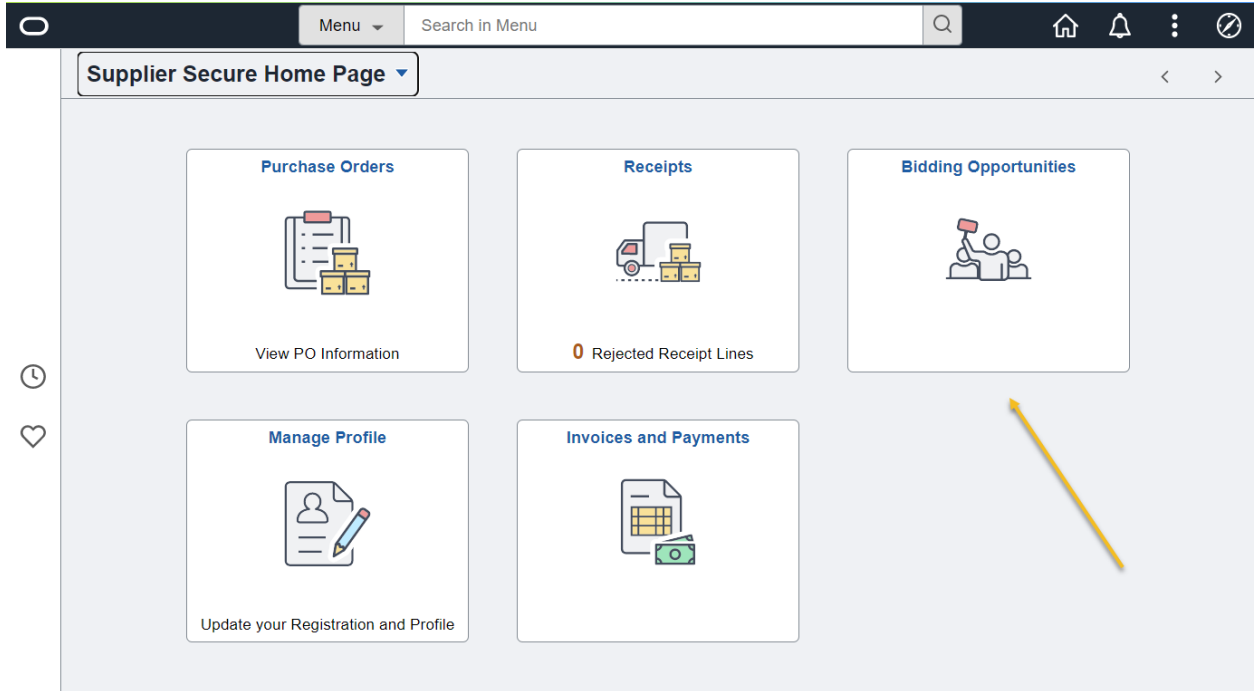 Menu
Search in Menu
Supplier Secure Home Page
Purchase Orders
View PO Information
Receipts
0 Rejected Receipt Lines
Bidding Opportunities
Manage Profile
Update your Registration and Profile
Invoices and Payments